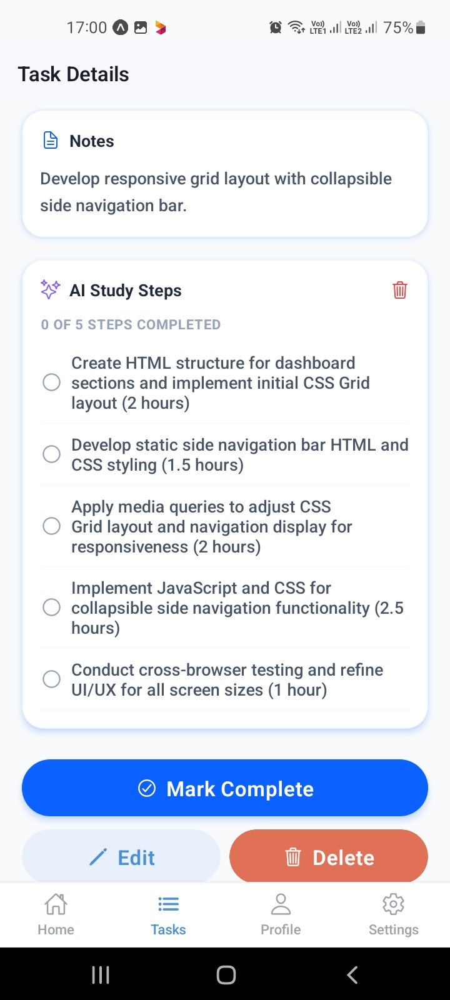 17:00
Vo)) LTE1 Vo)) LTE2 75%
Task Details
Notes
Develop responsive grid layout with collapsible
side navigation bar.
AI Study Steps
0 OF 5 STEPS COMPLETED
Create HTML structure for dashboard
sections and implement initial CSS Grid
layout (2 hours)
Develop static side navigation bar HTML and
CSS styling (1.5 hours)
Apply media queries to adjust CSS
Grid layout and navigation display for
responsiveness (2 hours)
Implement JavaScript and CSS for
collapsible side navigation functionality (2.5
hours)
Conduct cross-browser testing and refine
UI/UX for all screen sizes (1 hour)
Mark Complete
Edit
Delete
Home
Tasks
Profile
Settings